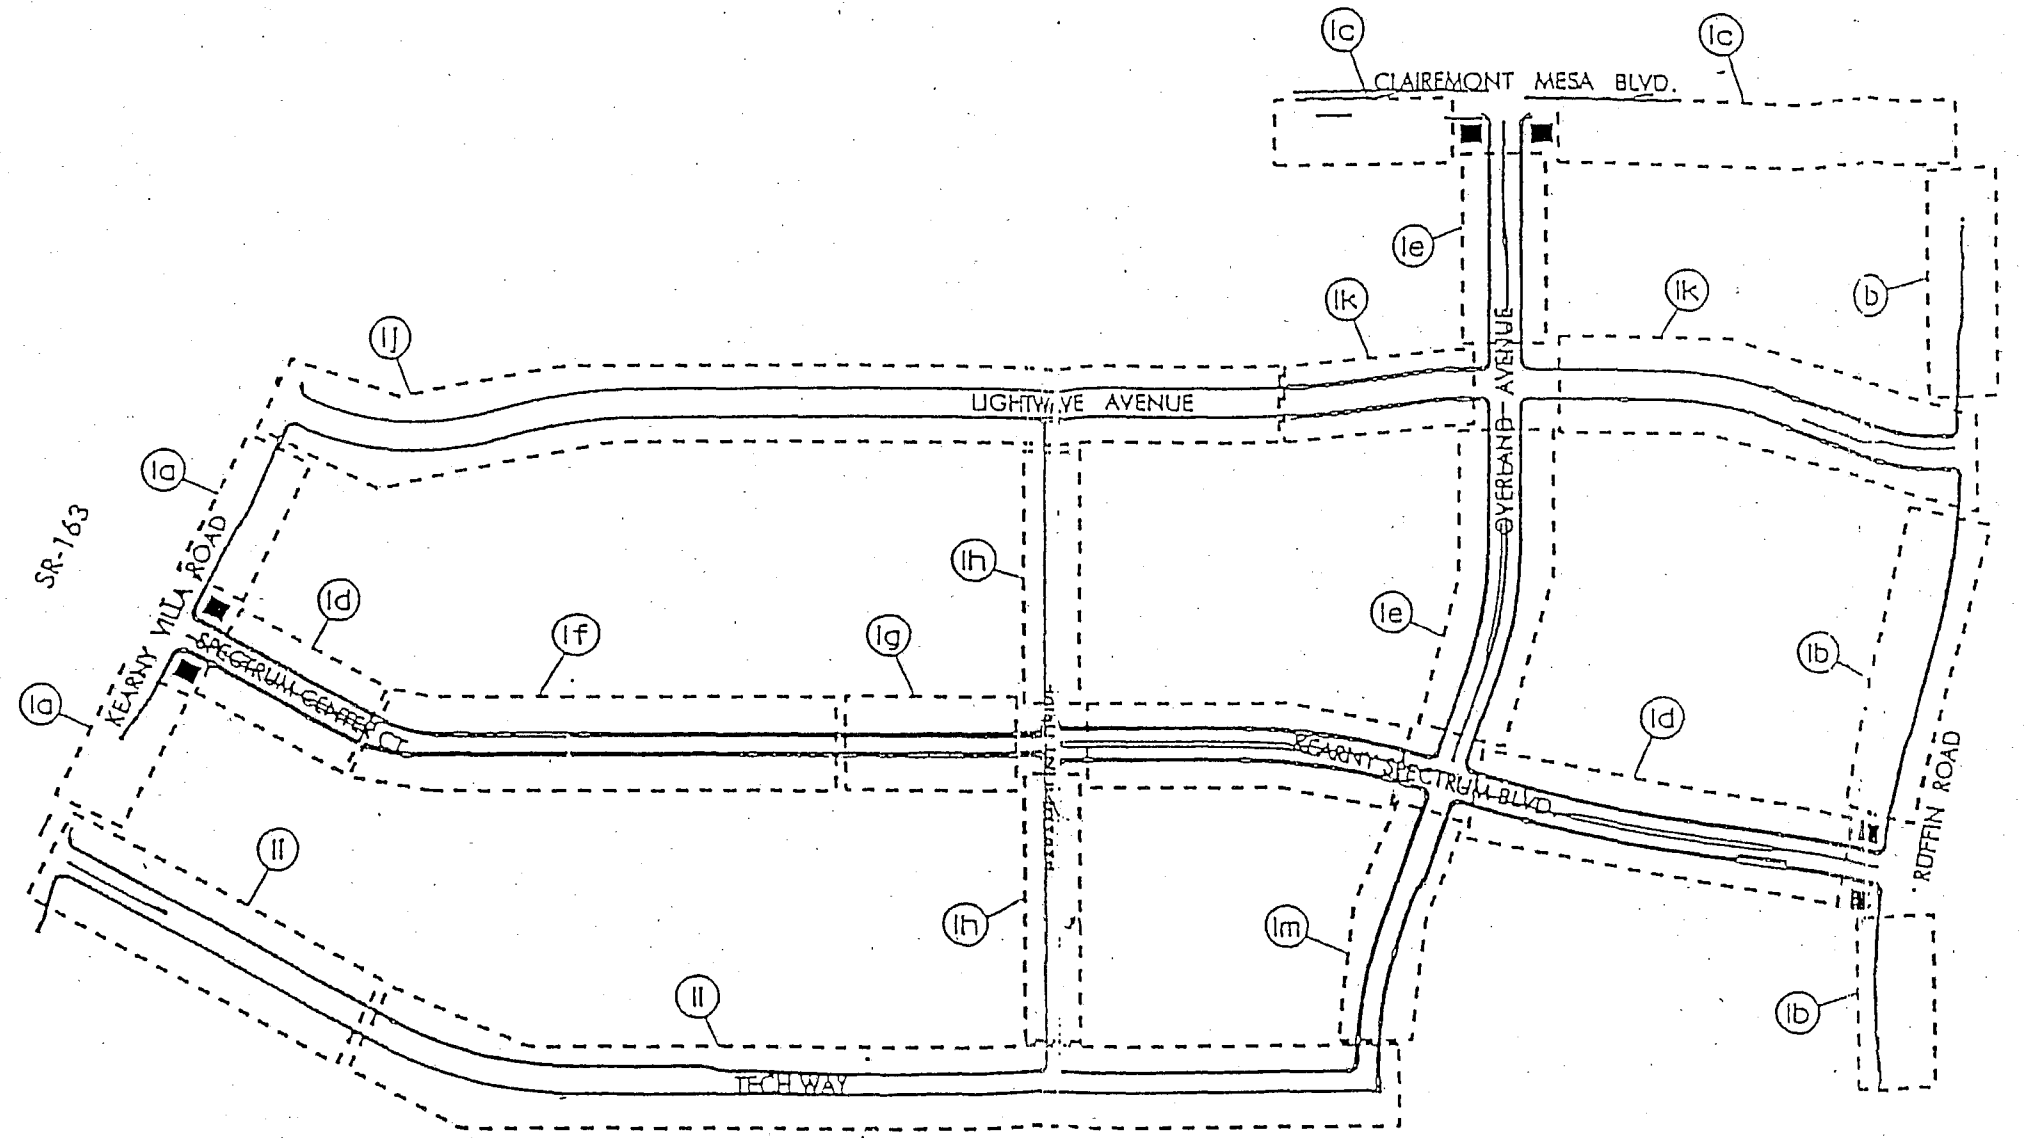 1c
1c
CLAIREMONT MESA BLVD.
1e
1k
1k
b
1j
OVERLAND AVENUE
LIGHTWAVE AVENUE
1a
SR-163
KEARNY VILLA ROAD
1h
1d
1f
1g
1e
1b
SPECTRUM CENTER CT.
1a
1d
KEARNY SPECTRUM BLVD.
RUFFIN ROAD
1l
1h
1m
1l
1b
TECH WAY